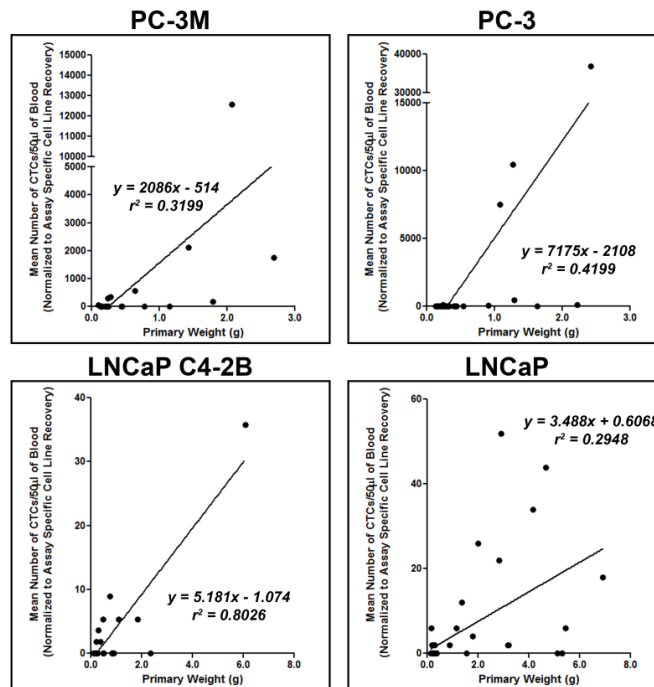 PC-3M
Mean Number of CTCs/50µl of Blood
(Normalized to Assay Specific Cell Line Recovery)
15000
14000
13000
12000
11000
10000
5000
4000
3000
2000
1000
0
y = 2086x - 514
r² = 0.3199
0.0 1.0 2.0 3.0
Primary Weight (g)
PC-3
Mean Number of CTCs/50µl of Blood
(Normalized to Assay Specific Cell Line Recovery)
40000
30000
15000
10000
5000
0
y = 7175x - 2108
r² = 0.4199
0.0 1.0 2.0 3.0
Primary Weight (g)
LNCaP C4-2B
Mean Number of CTCs/50µl of Blood
(Normalized to Assay Specific Cell Line Recovery)
40
30
20
10
0
y = 5.181x - 1.074
r² = 0.8026
0.0 2.0 4.0 6.0 8.0
Primary Weight (g)
LNCaP
Mean Number of CTCs/50µl of Blood
(Normalized to Assay Specific Cell Line Recovery)
60
40
20
0
y = 3.488x + 0.6068
r² = 0.2948
0.0 2.0 4.0 6.0 8.0
Primary Weight (g)